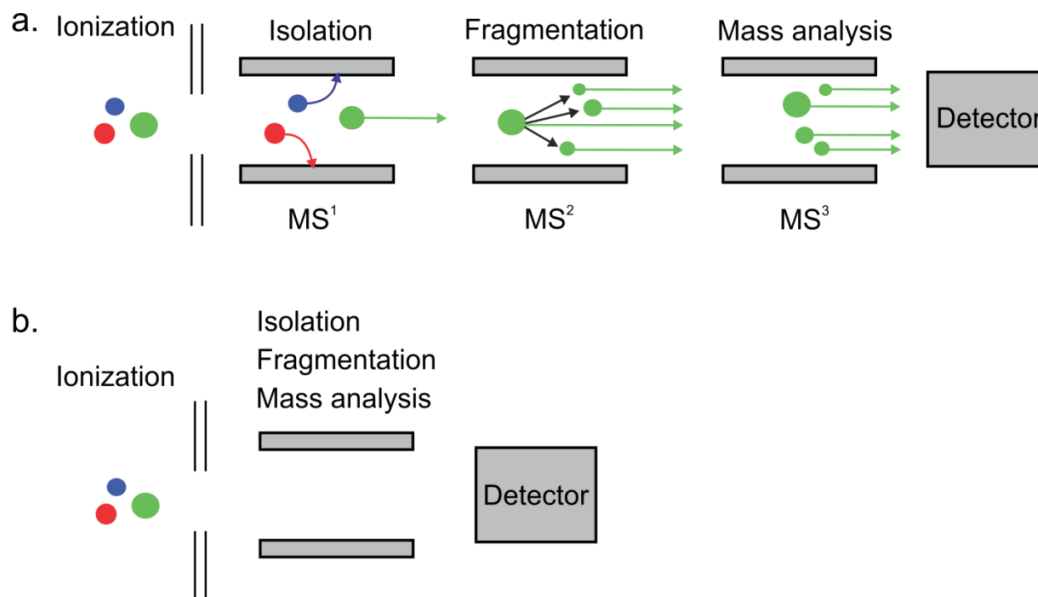 a.
Ionization
Isolation
Fragmentation
Mass analysis
Detector
MS¹
MS²
MS³
b.
Isolation
Fragmentation
Mass analysis
Ionization
Detector